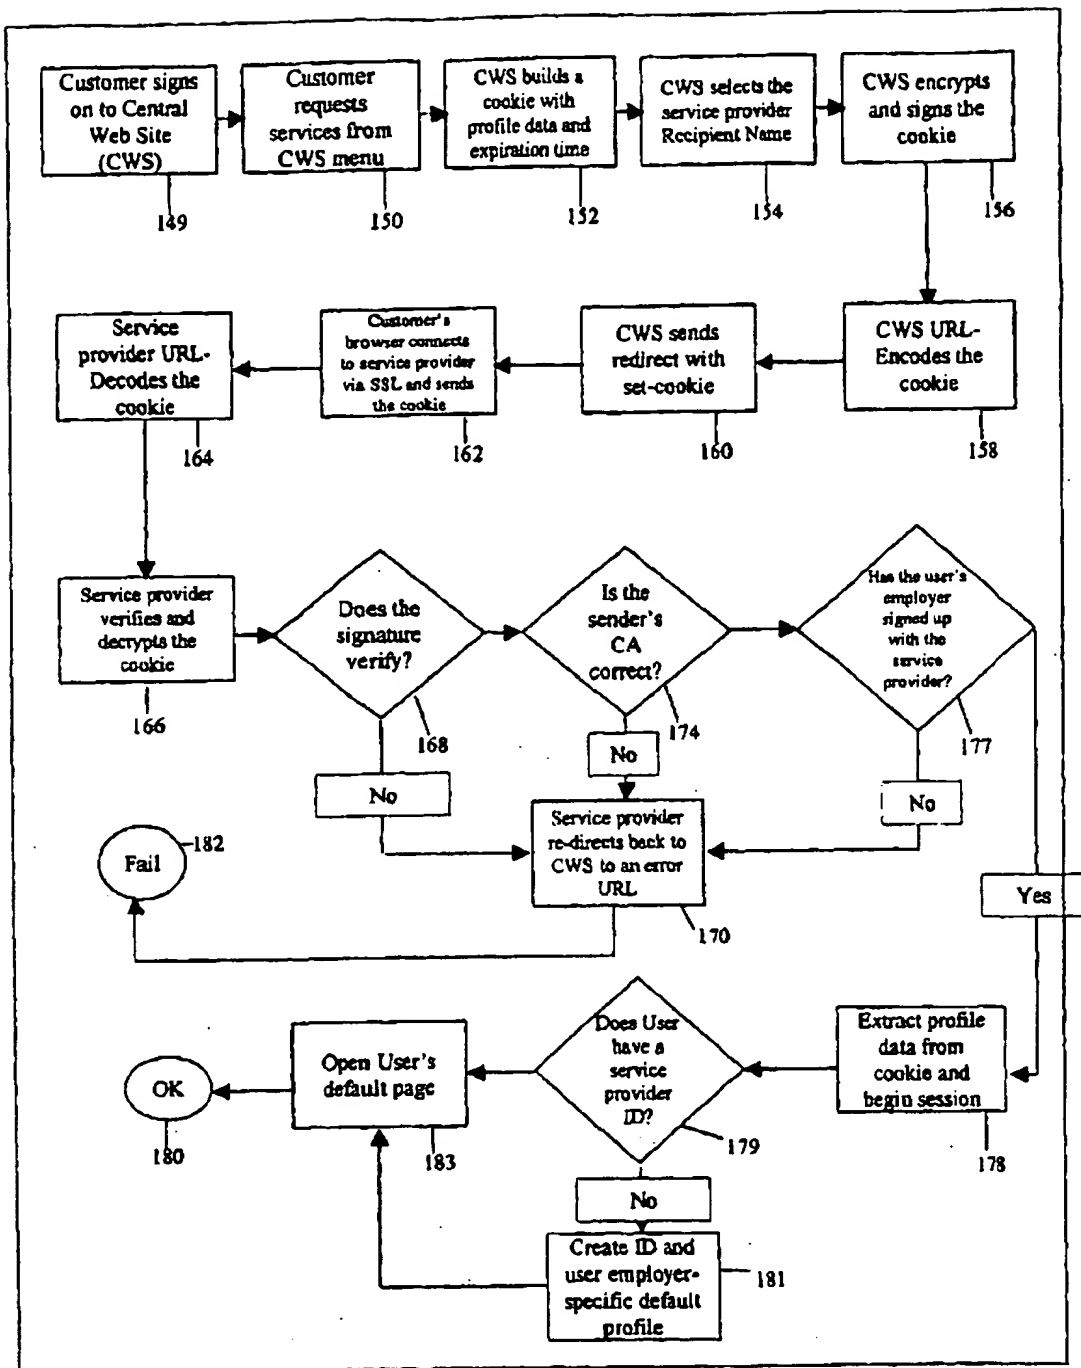 Customer signs
on to Central
Web Site
(CWS)
149
Customer
requests
services from
CWS menu
150
CWS builds a
cookie with
profile data and
expiration time
152
CWS selects the
service provider
Recipient Name
154
CWS encrypts
and signs the
cookie
156
CWS URL-
Encodes the
cookie
158
CWS sends
redirect with
set-cookie
160
Customer's
browser connects
to service provider
via SSL and sends
the cookie
162
Service
provider URL-
Decodes the
cookie
164
Service provider
verifies and
decrypts the
cookie
166
Does the
signature
verify?
168
No
Is the
sender's
CA
correct?
174
No
Has the user's
employer
signed up
with the
service
provider?
177
No
Yes
Service provider
re-directs back to
CWS to an error
URL
170
Fail
182
Extract profile
data from
cookie and
begin session
178
Does User
have a
service
provider
ID?
179
No
Create ID and
user employer-
specific default
profile
181
Open User's
default page
183
OK
180